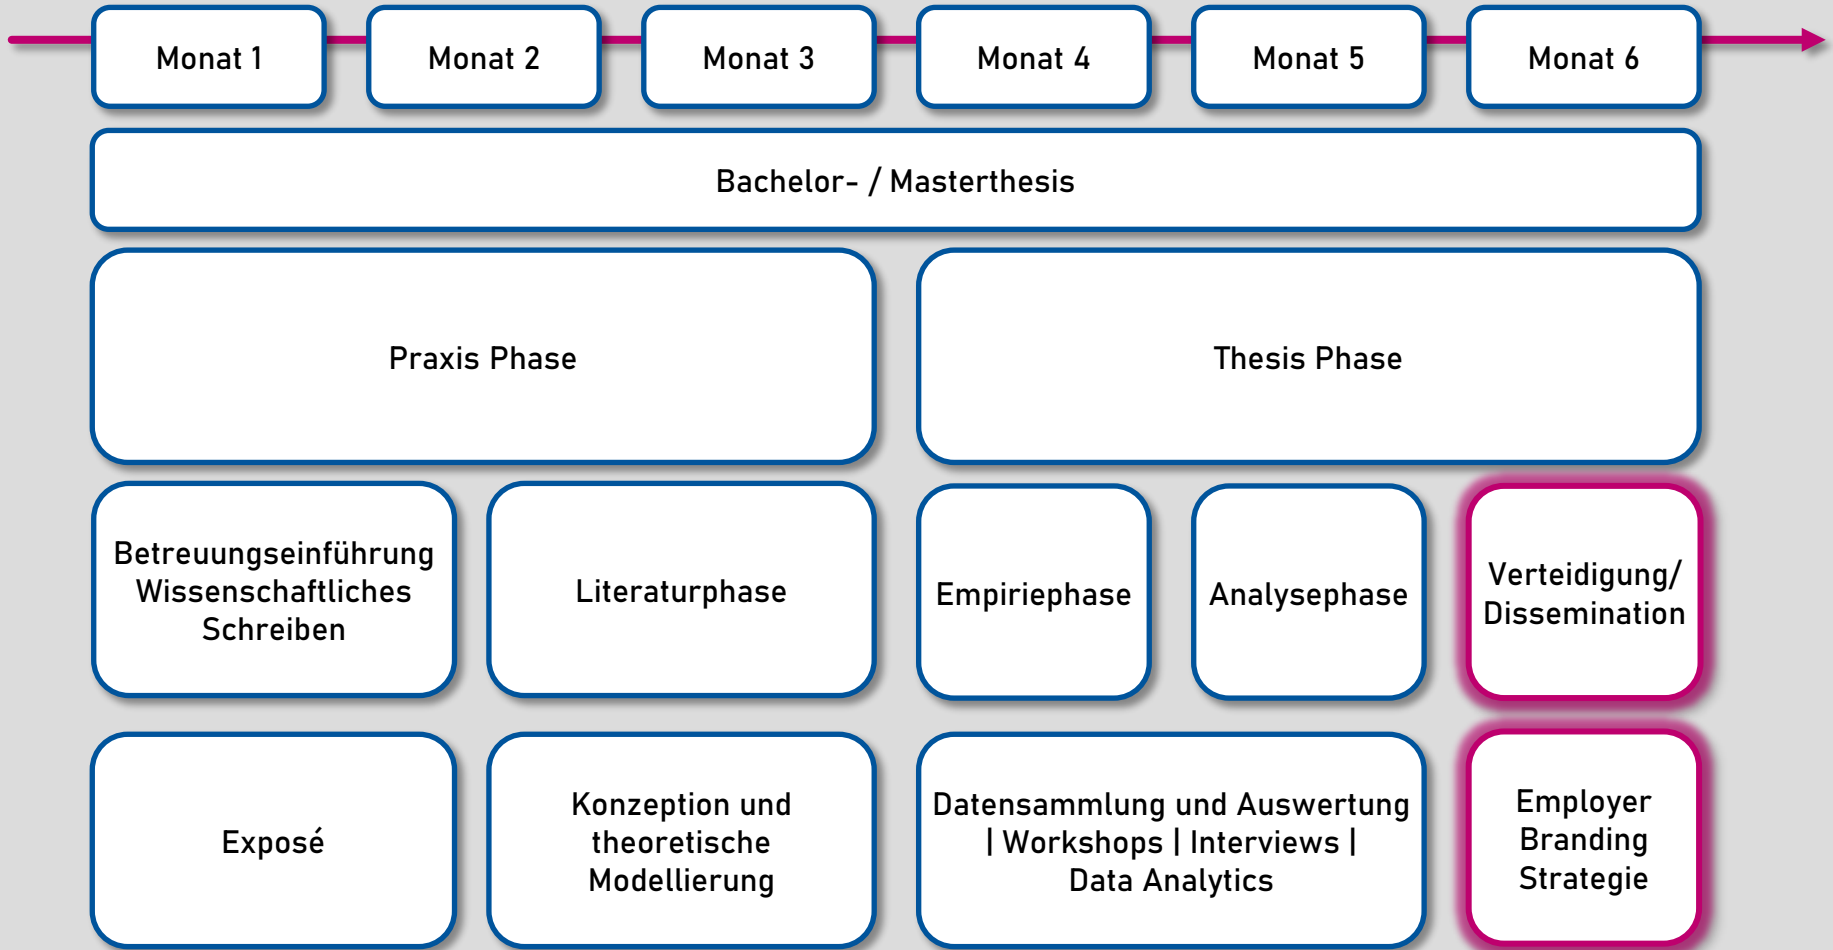 Monat 1
Monat 2
Monat 3
Monat 4
Monat 5
Monat 6
Bachelor- / Masterthesis
Praxis Phase
Thesis Phase
Betreuungseinführung
Wissenschaftliches
Schreiben
Literaturphase
Empiriephase
Analysephase
Verteidigung/
Dissemination
Exposé
Konzeption und
theoretische
Modellierung
Datensammlung und Auswertung
| Workshops | Interviews |
Data Analytics
Employer
Branding
Strategie